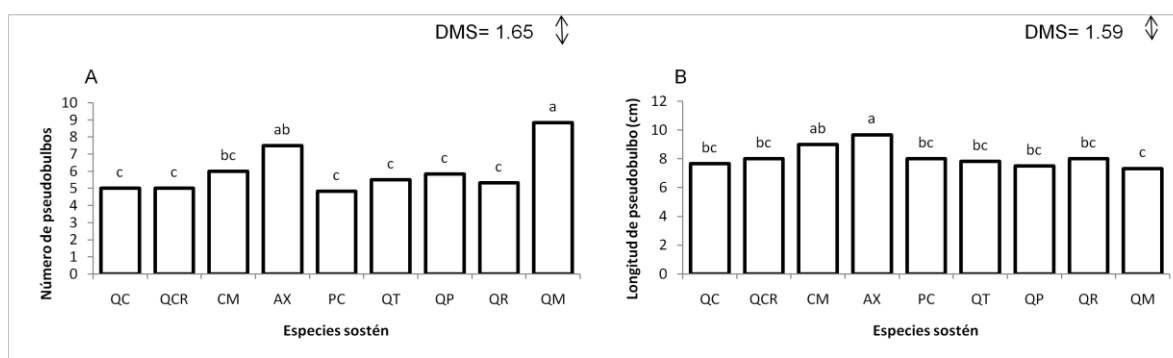 DMS= 1.65
DMS= 1.59
A
Número de pseudobulbos
10
9
8
7
6
5
4
3
2
1
0
c c bc ab c c c c a
QC QCR CM AX PC QT QP QR QM
Especies sostén
B
Longitud de pseudobulbo (cm)
12
10
8
6
4
2
0
bc bc ab a bc bc bc bc c
QC QCR CM AX PC QT QP QR QM
Especies sostén